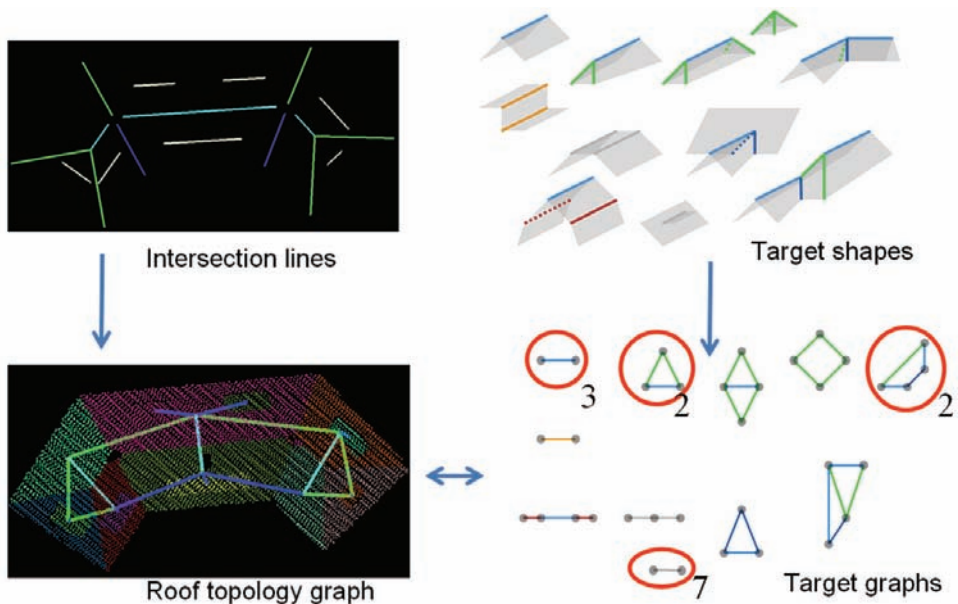 Intersection lines
Target shapes
3
2
2
7
Roof topology graph
Target graphs